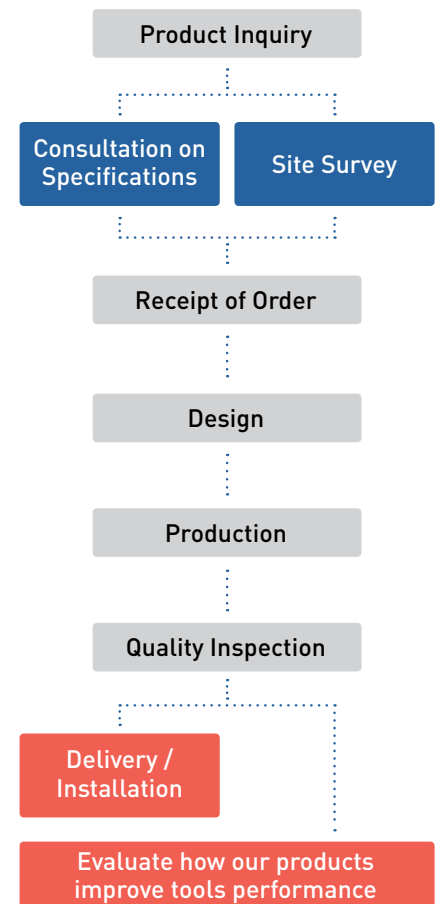 Product Inquiry
Consultation on
Specifications
Site Survey
Receipt of Order
Design
Production
Quality Inspection
Delivery /
Installation
Evaluate how our products
improve tools performance